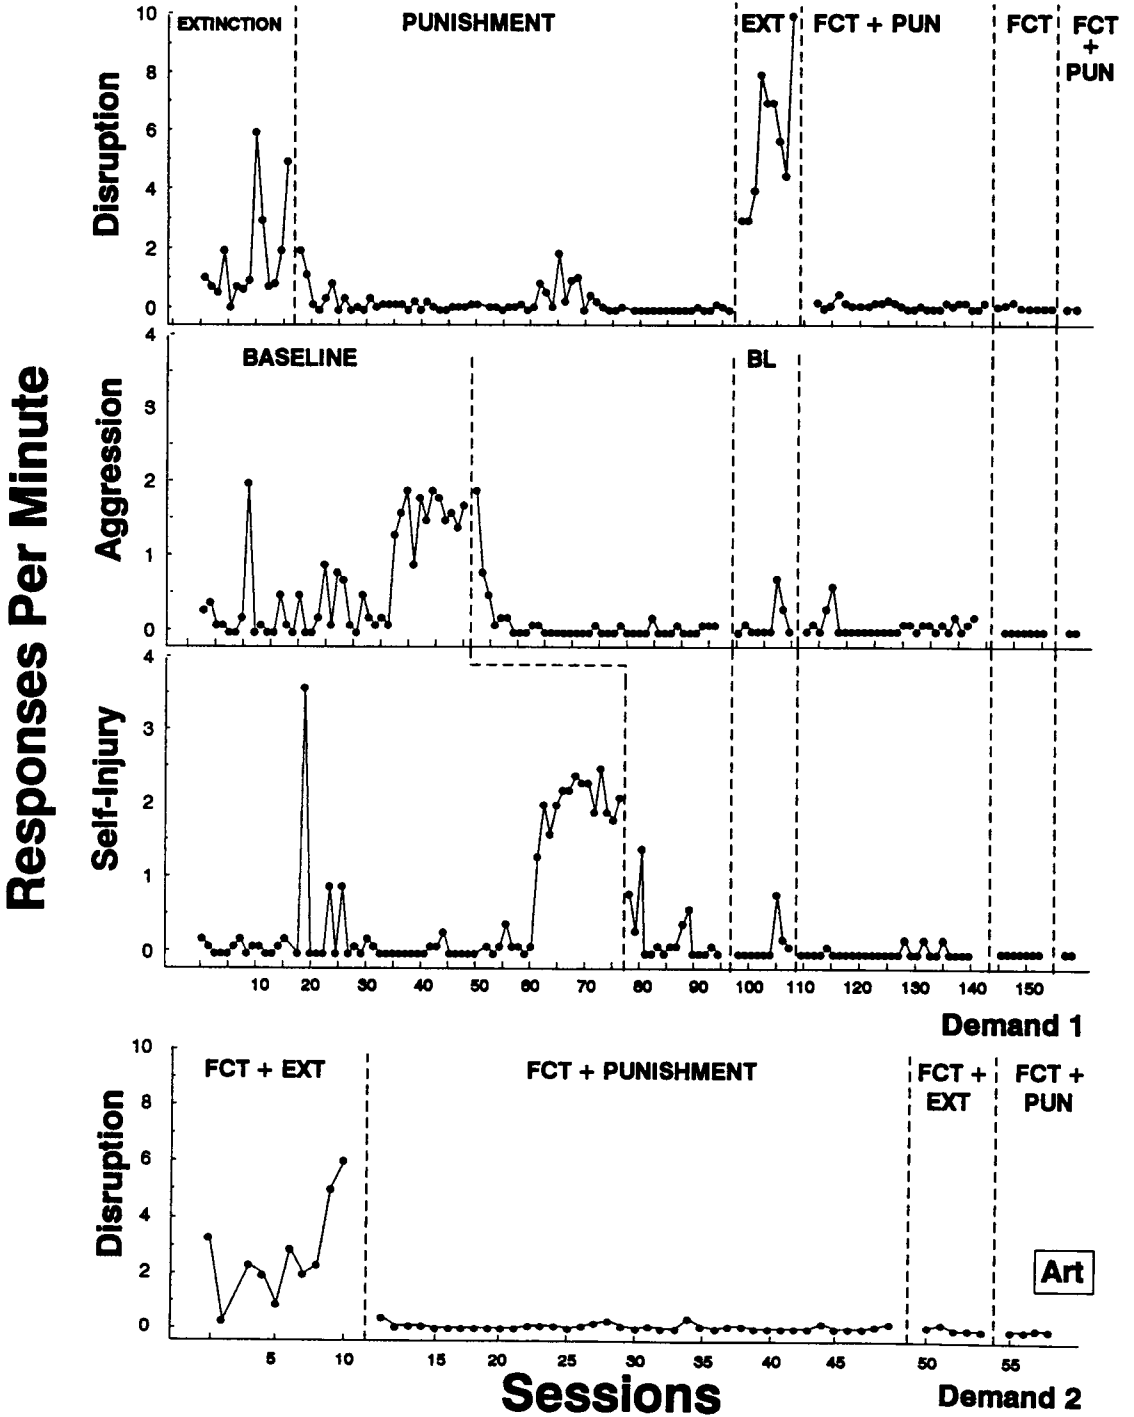 EXTINCTION PUNISHMENT EXT FCT + PUN FCT FCT
+
PUN
10
8
6
4
2
0
Disruption
BASELINE BL
4
3
2
1
0
Aggression
4
3
2
1
0
Self-Injury
Responses Per Minute
10 20 30 40 50 60 70 80 90 100 110 120 130 140 150
Demand 1
FCT + EXT FCT + PUNISHMENT FCT + FCT +
EXT PUN
10
8
6
4
2
0
Disruption
Art
5 10 15 20 25 30 35 40 45 50 55
Sessions
Demand 2